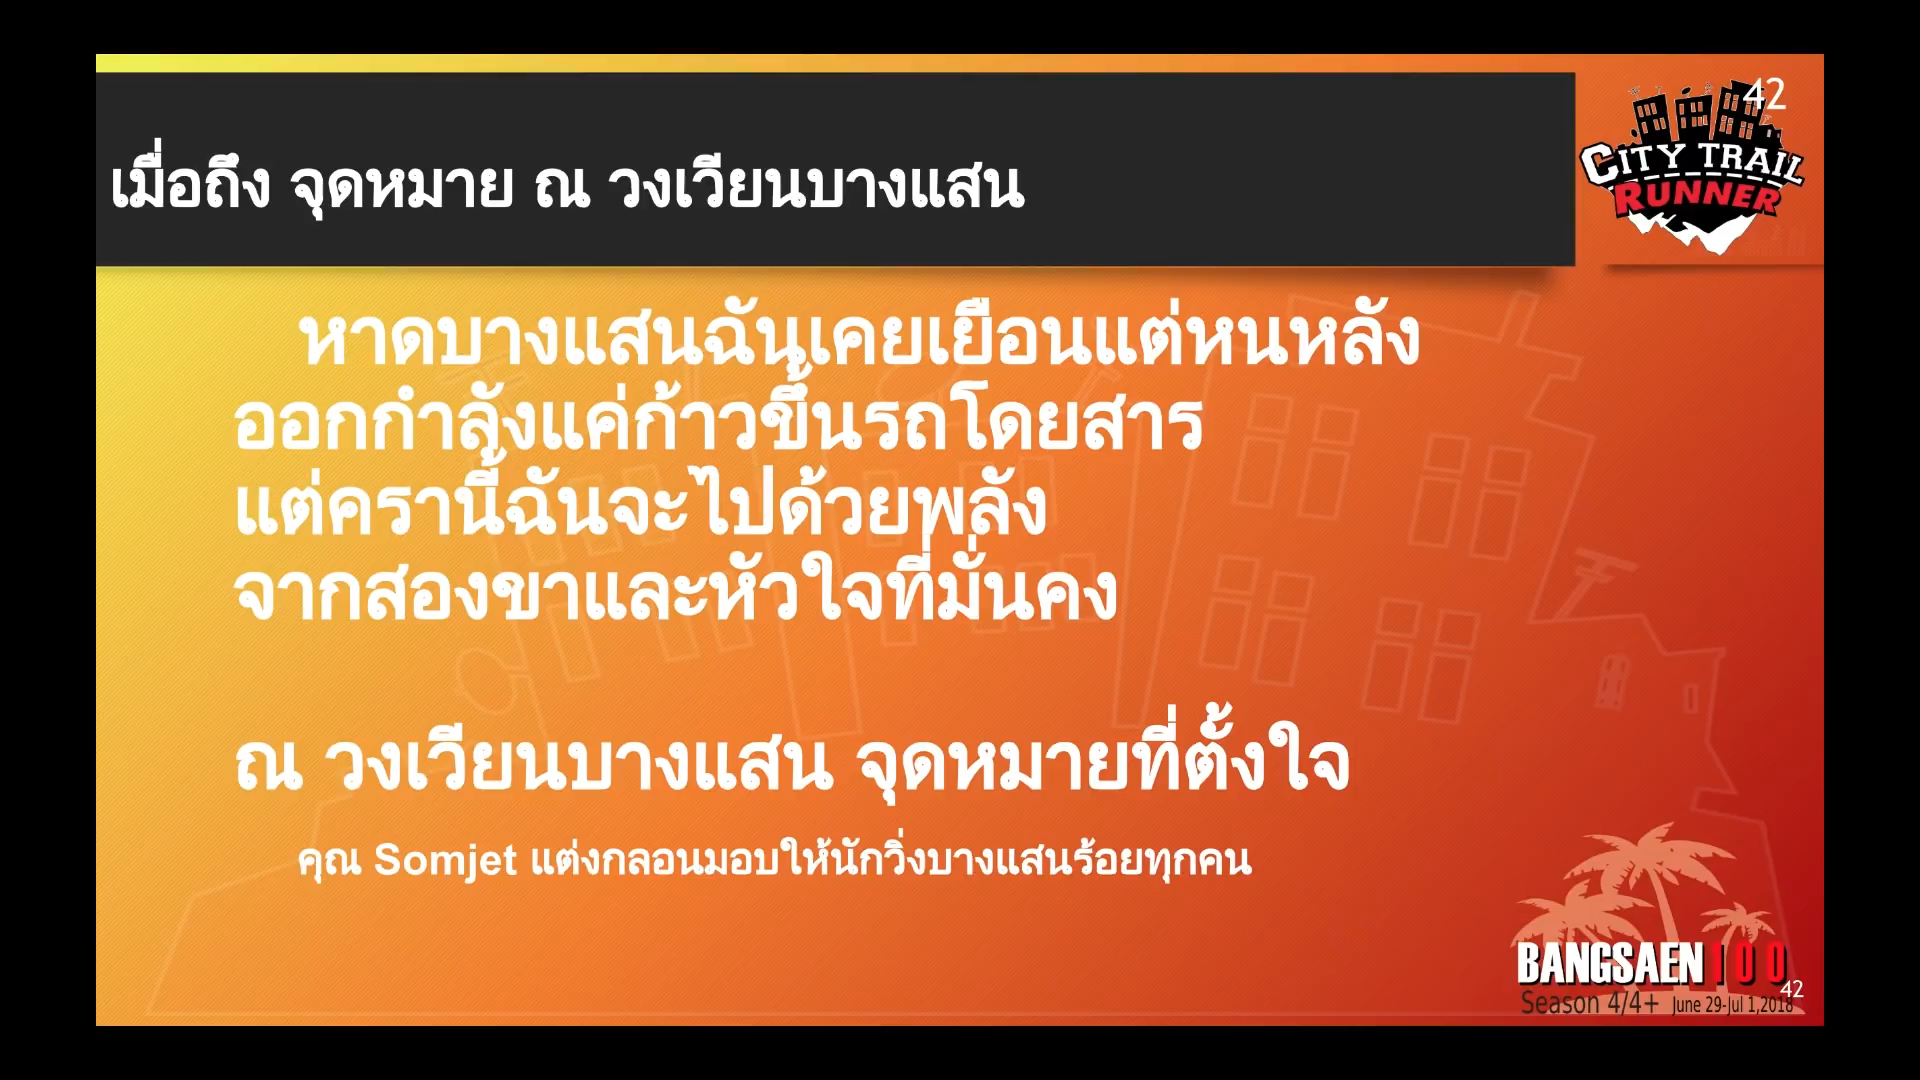 42
CITY TRAIL
RUNNER
เมื่อถึง จุดหมาย ณ วงเวียนบางแสน
หาดบางแสนฉันเคยเยือนแต่หนหลัง
ออกกำลังแค่ก้าวขึ้นรถโดยสาร
แต่ครานี้ฉันจะไปด้วยพลัง
จากสองขาและหัวใจที่มั่นคง
ณ วงเวียนบางแสน จุดหมายที่ตั้งใจ
คุณ Somjet แต่งกลอนมอบให้นักวิ่งบางแสนร้อยทุกคน
BANGSAEN100
42
Season 4/4+ June 29-Jul 1,2018